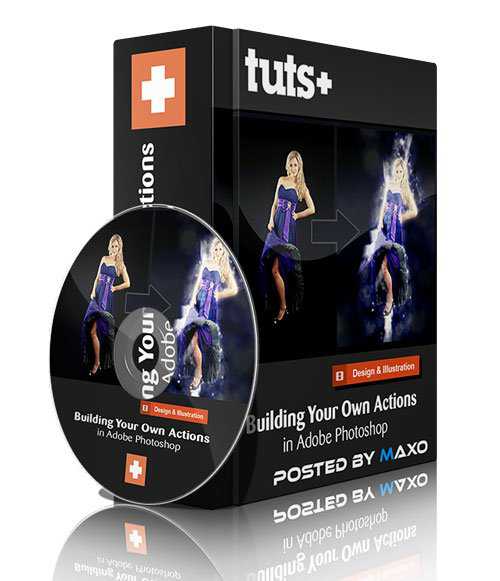 tuts+
Design & Illustration
Building Your Own Actions
in Adobe Photoshop
POSTED BY MAXO
Actions
ing Your
Adobe
Design & Illustration
Building Your Own Actions
in Adobe Photoshop